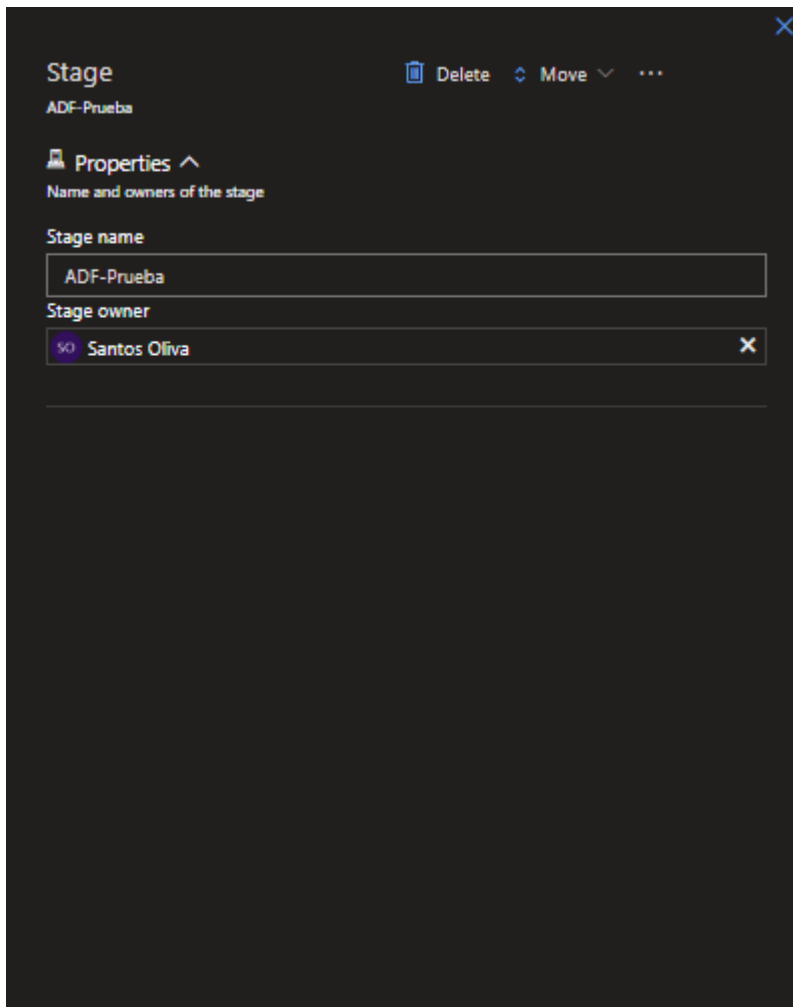 Stage
Delete Move ...
ADF-Prueba
Properties
Name and owners of the stage
Stage name
ADF-Prueba
Stage owner
SO Santos Oliva